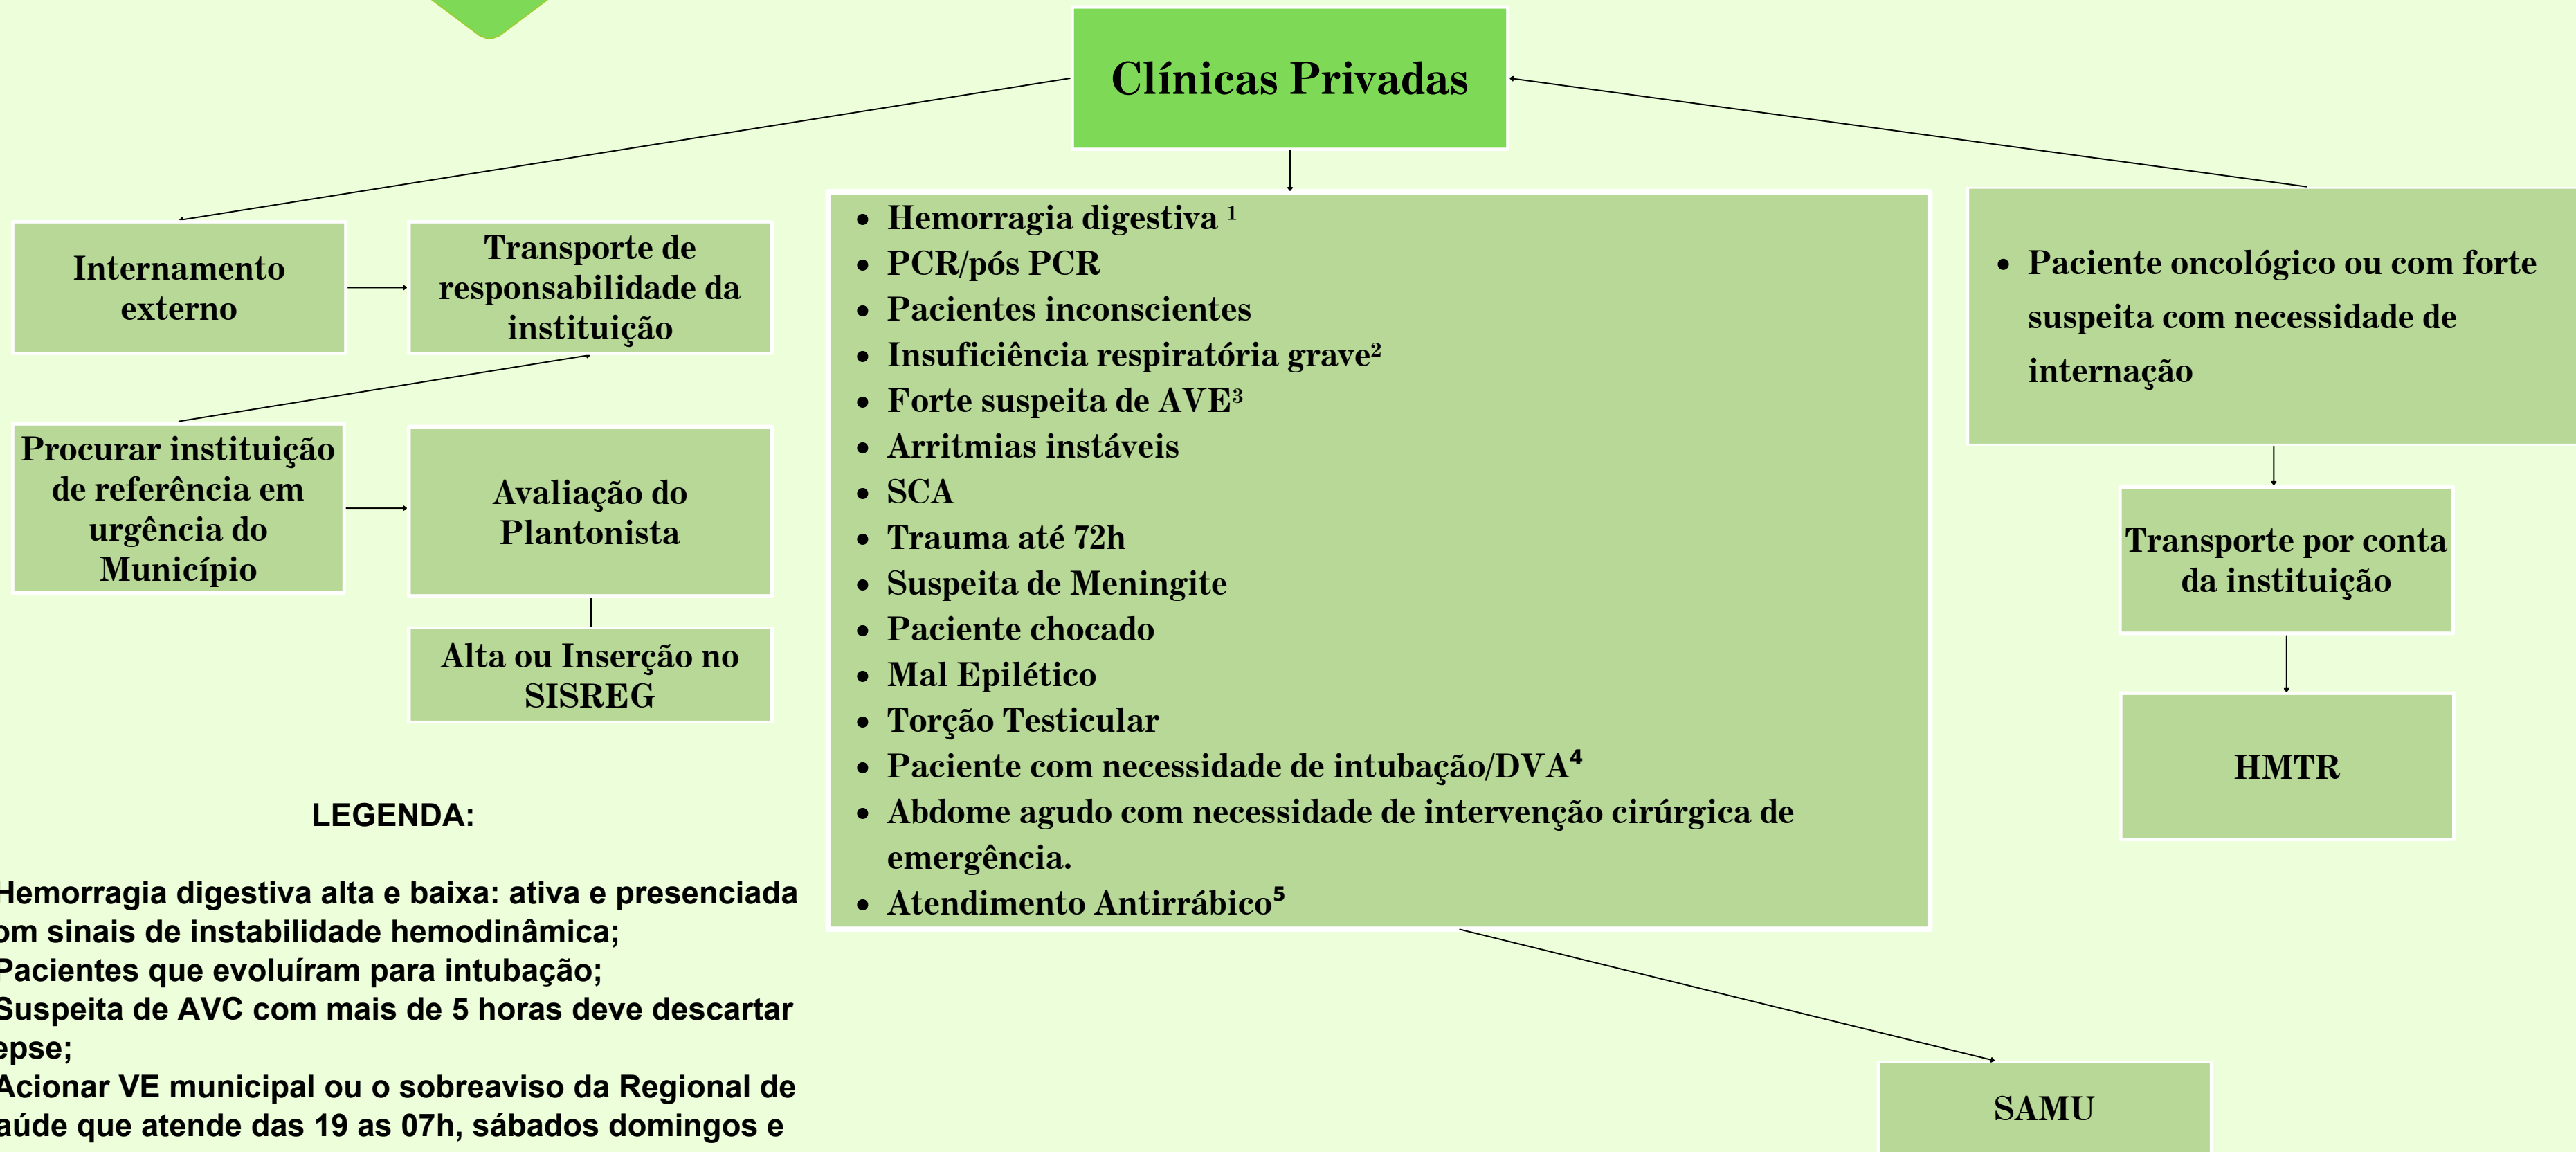 Clínicas Privadas
Internamento
externo
Transporte de
responsabilidade da
instituição
Procurar instituição
de referência em
urgência do
Município
Avaliação do
Plantonista
Alta ou Inserção no
SISREG
• Hemorragia digestiva ¹
• PCR/pós PCR
• Pacientes inconscientes
• Insuficiência respiratória grave²
• Forte suspeita de AVE³
• Arritmias instáveis
• SCA
• Trauma até 72h
• Suspeita de Meningite
• Paciente chocado
• Mal Epilético
• Torção Testicular
• Paciente com necessidade de intubação/DVA⁴
• Abdome agudo com necessidade de intervenção cirúrgica de
emergência.
• Atendimento Antirrábico⁵
• Paciente oncológico ou com forte
suspeita com necessidade de
internação
Transporte por conta
da instituição
HMTR
SAMU
LEGENDA:
Hemorragia digestiva alta e baixa: ativa e presenciada
om sinais de instabilidade hemodinâmica;
Pacientes que evoluíram para intubação;
Suspeita de AVC com mais de 5 horas deve descartar
epse;
Acionar VE municipal ou o sobreaviso da Regional de
aúde que atende das 19 as 07h, sábados domingos e